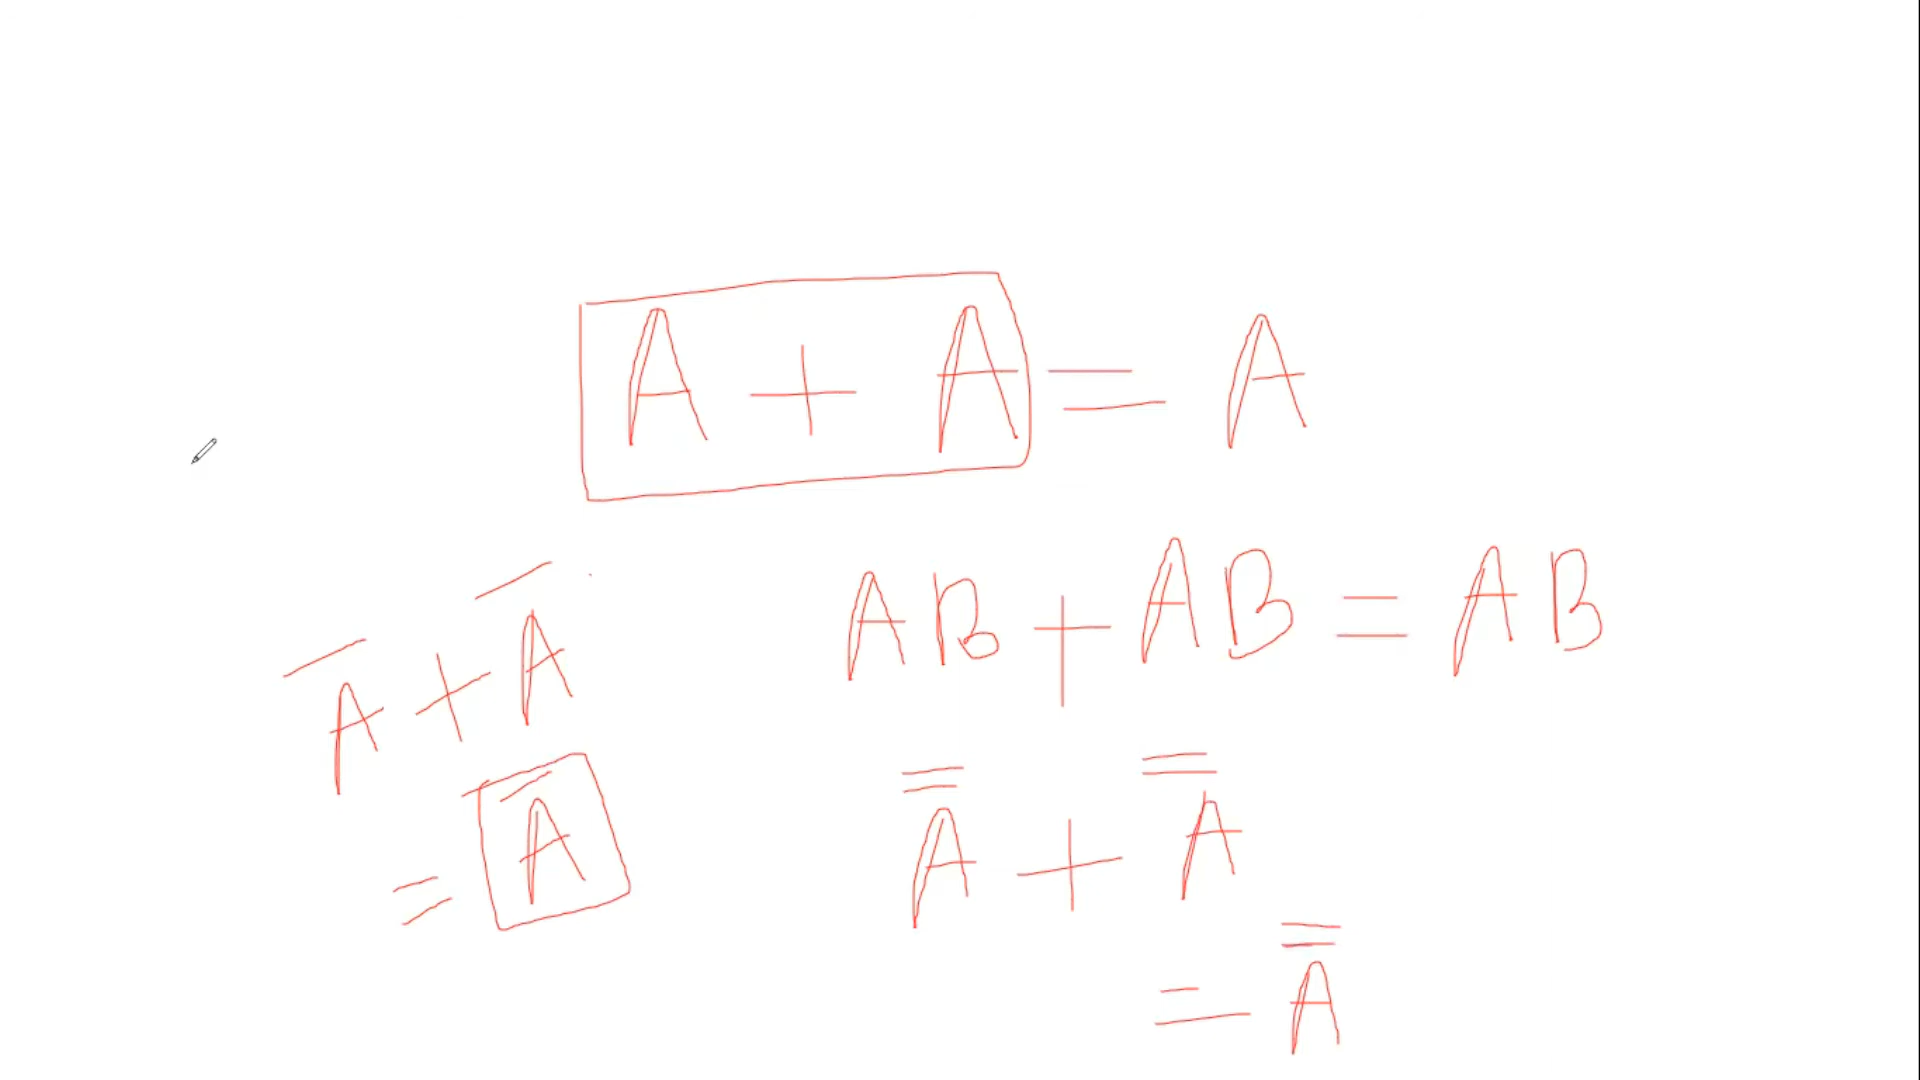 A + A = A
AB + AB = AB
A̅ + A̅
= A̅
A̿ + A̿
= A̿